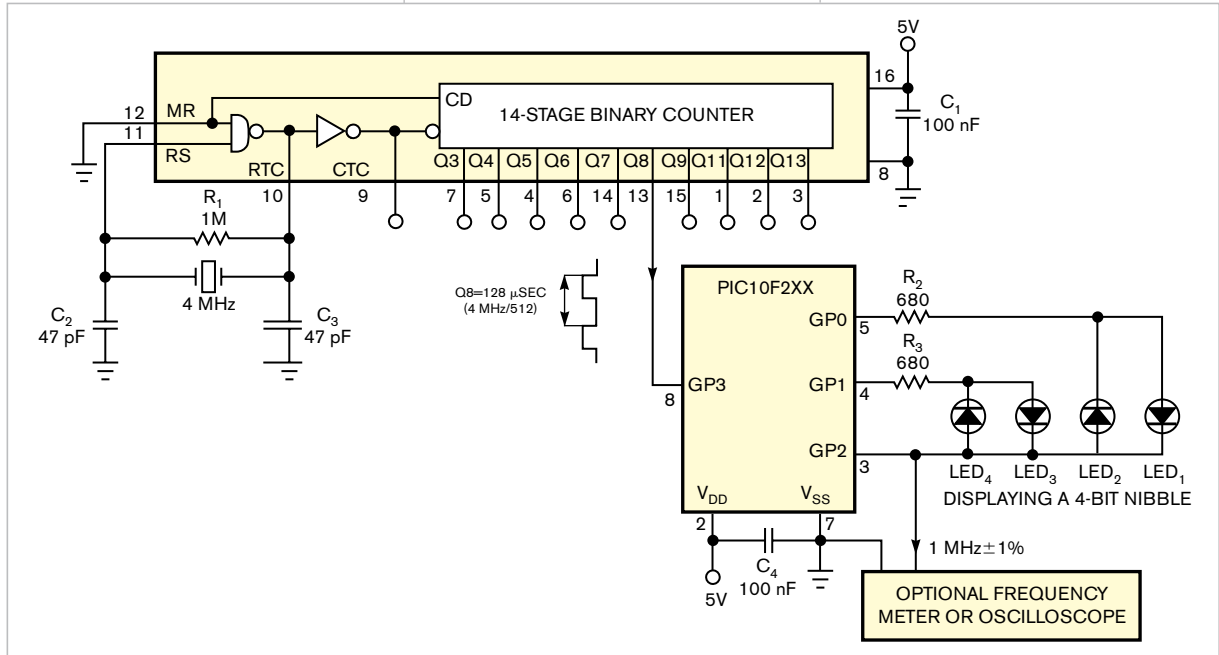 5V
16
C1
100 nF
8
12
MR
11
RS
CD
14-STAGE BINARY COUNTER
RTC
CTC
Q3 Q4 Q5 Q6 Q7 Q8 Q9 Q11 Q12 Q13
10
9
7 5 4 6 14 13 15 1 2 3
R1
1M
4 MHz
C2
47 pF
C3
47 pF
Q8=128 μSEC
(4 MHz/512)
PIC10F2XX
GP0
5
R2
680
GP1
4
R3
680
GP3
8
GP2
3
LED4 LED3 LED2 LED1
DISPLAYING A 4-BIT NIBBLE
VDD
VSS
2
7
C4
100 nF
5V
1 MHz±1%
OPTIONAL FREQUENCY
METER OR OSCILLOSCOPE